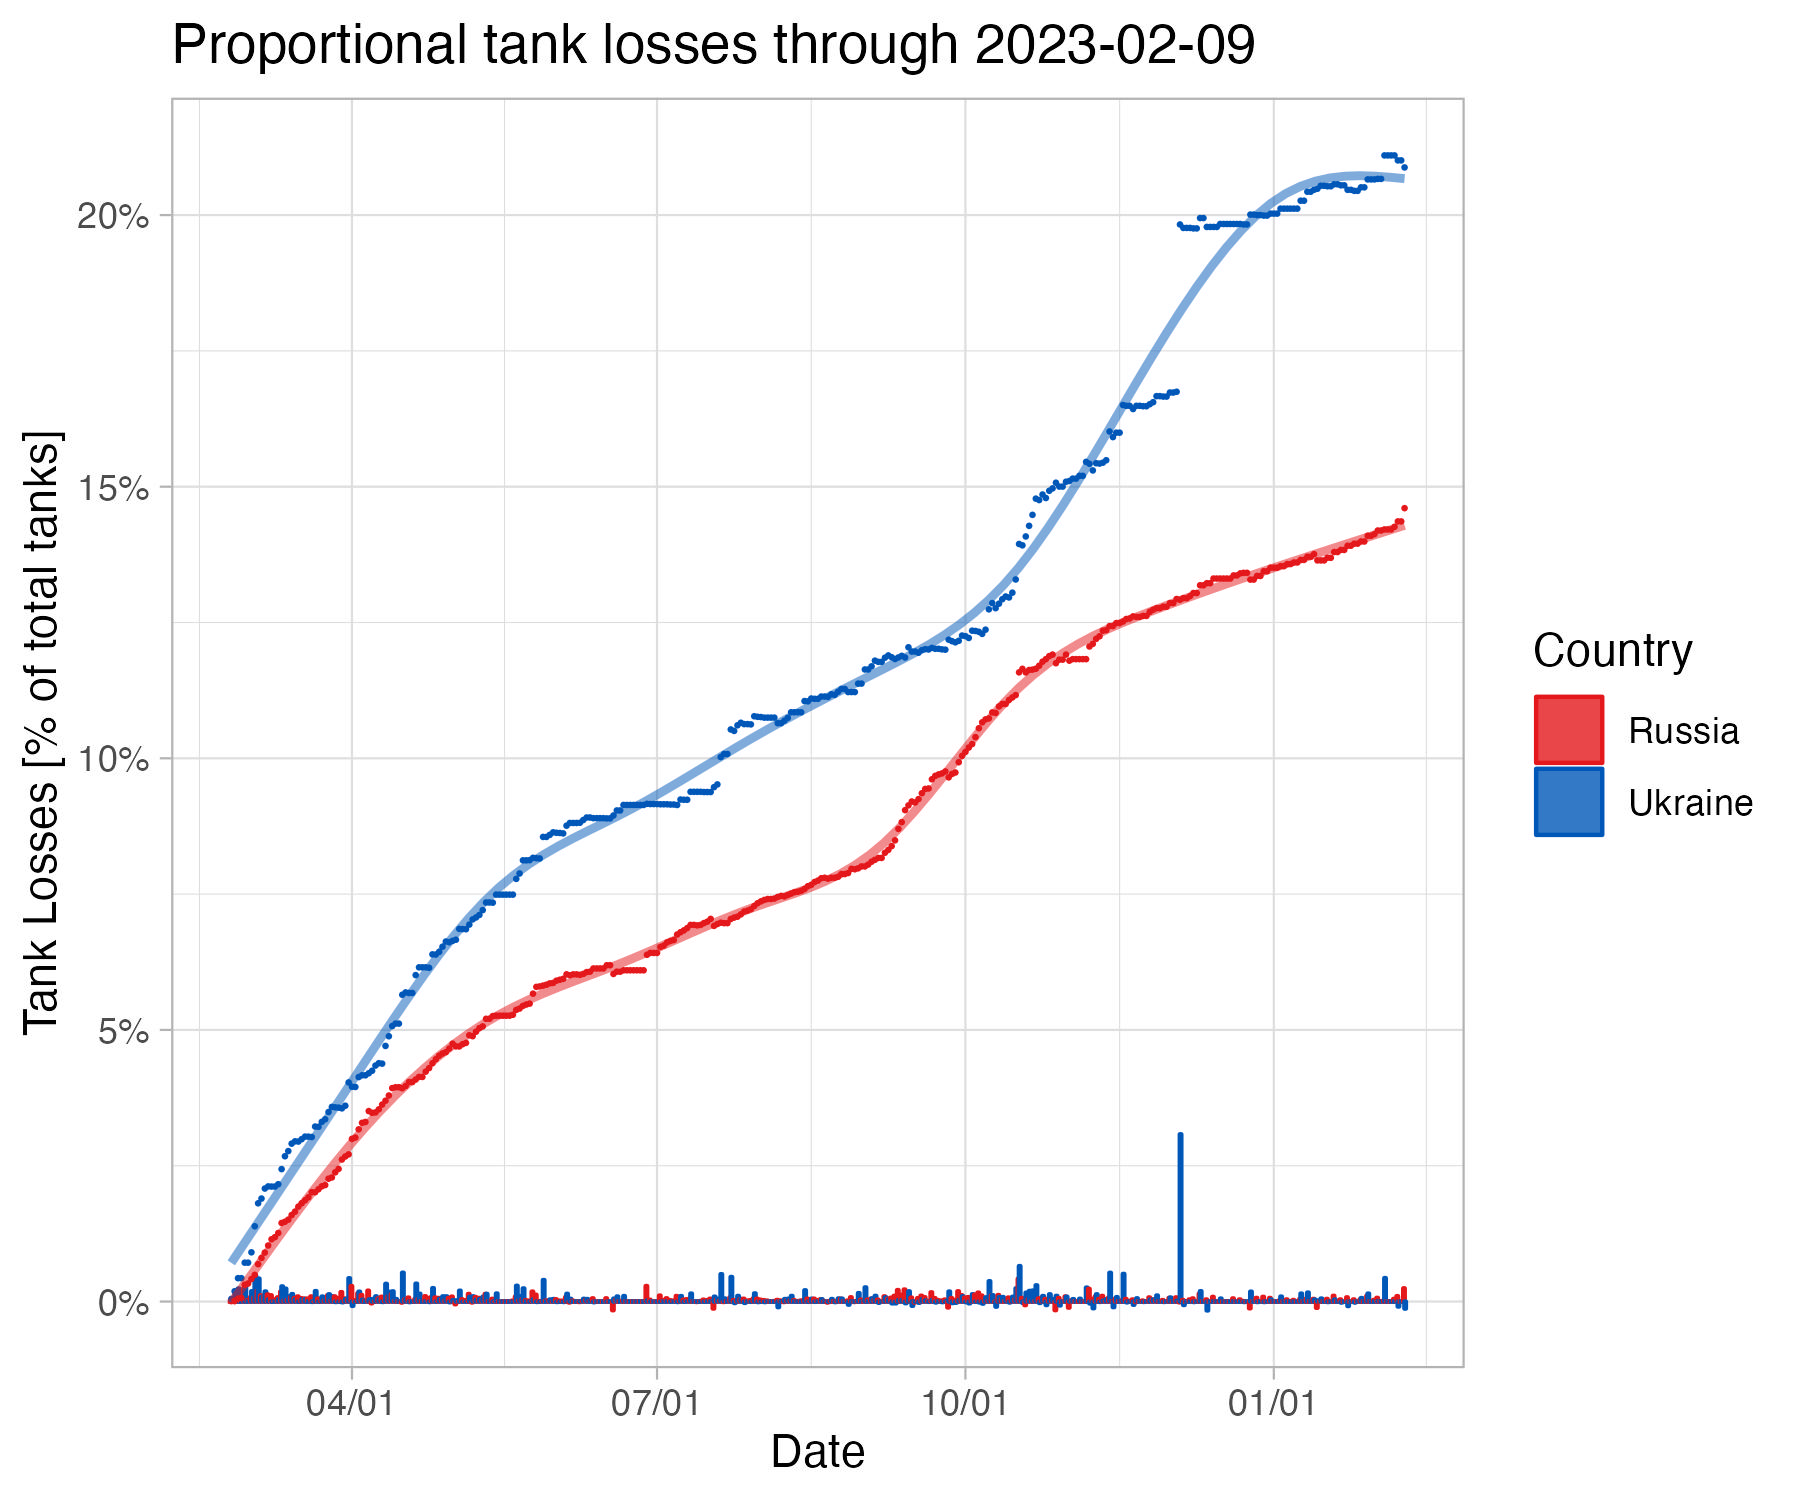 Proportional tank losses through 2023-02-09
Tank Losses [% of total tanks]
20%
15%
10%
5%
0%
04/01
07/01
10/01
01/01
Date
Country
Russia
Ukraine